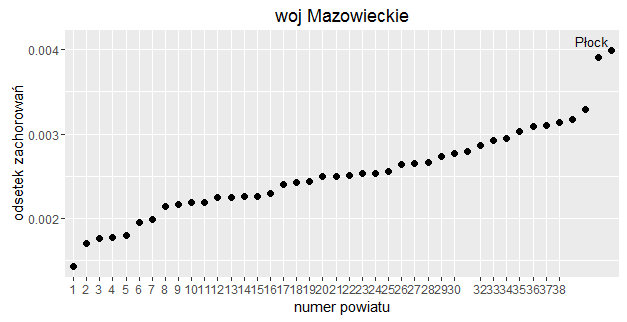 woj Mazowieckie
Płock
0.004
0.003
0.002
odsetek zachorowań
1 2 3 4 5 6 7 8 9 10 11 12 13 14 15 16 17 18 19 20 21 22 23 24 25 26 27 28 29 30 32 33 34 35 36 37 38
numer powiatu